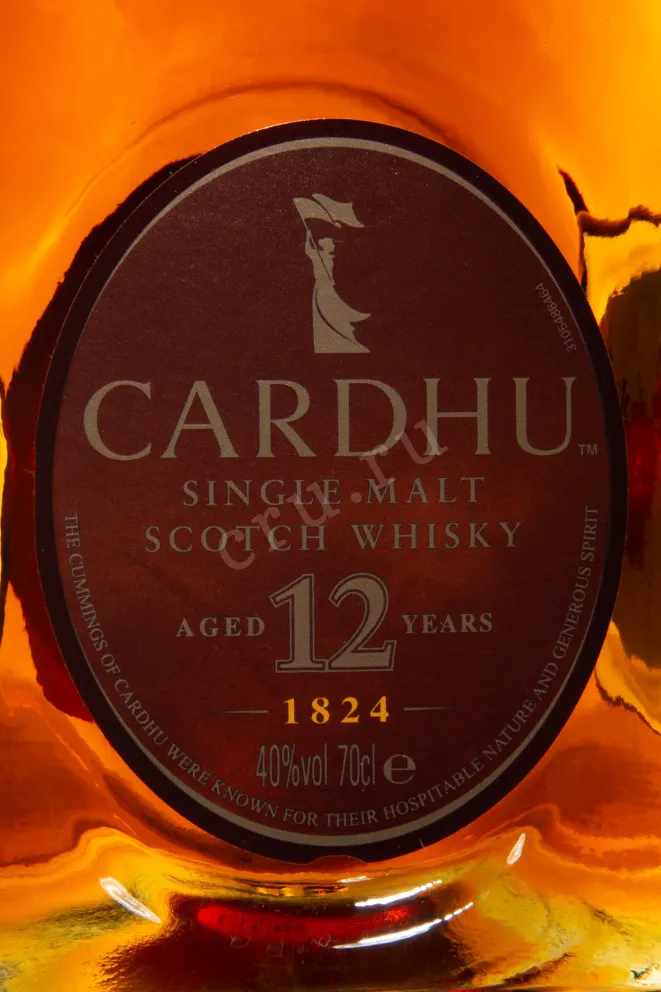 3105488464
CARDHU™
SINGLE MALT
SCOTCH WHISKY
AGED 12 YEARS
1824
40%vol 70cl e
THE CUMMINGS OF CARDHU WERE KNOWN FOR THEIR HOSPITABLE NATURE AND GENEROUS SPIRIT
cru.ru